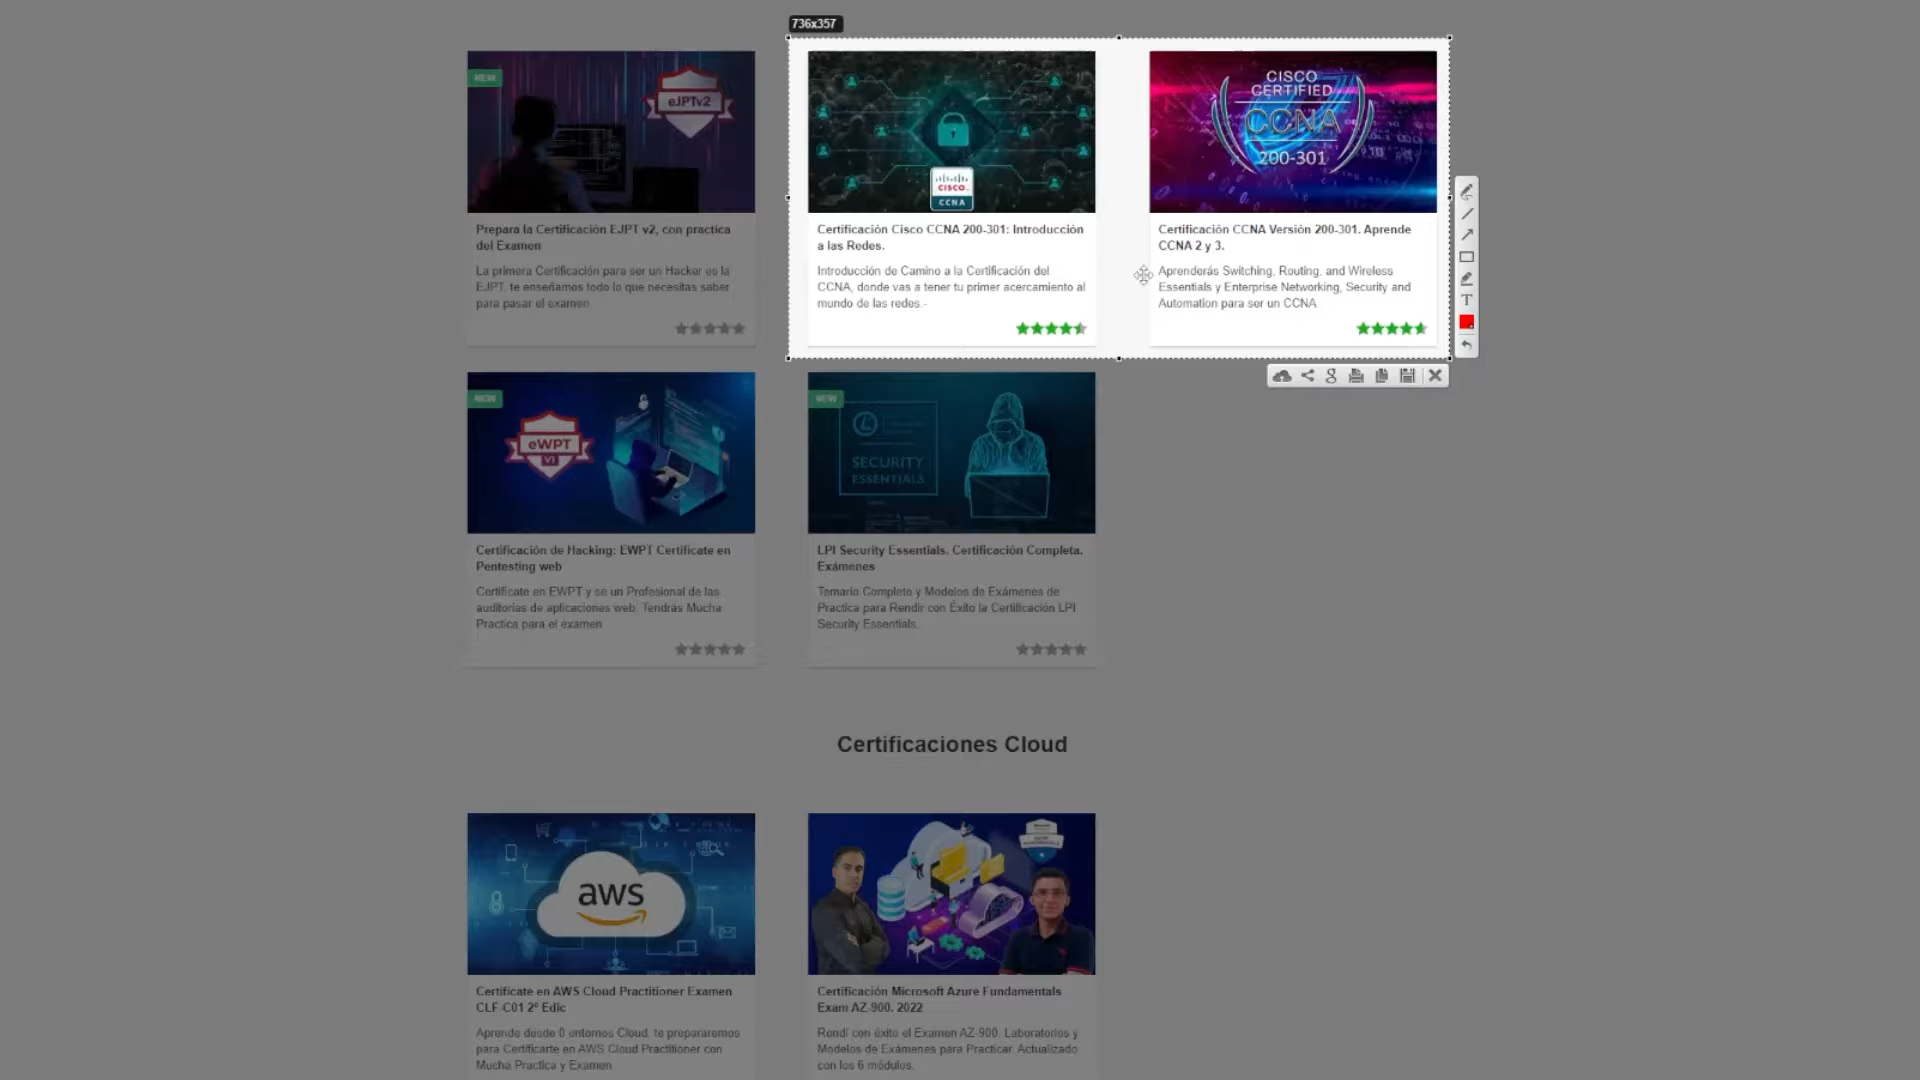 736x357
NEW
eJPTv2
CISCO
CCNA
CISCO
CERTIFIED
CCNA
200-301
Prepara la Certificación EJPT v2, con practica
del Examen
La primera Certificación para ser un Hacker es la
EJPT, te enseñamos todo lo que necesitas saber
para pasar el examen
Certificación Cisco CCNA 200-301: Introducción
a las Redes.
Introducción de Camino a la Certificación del
CCNA, donde vas a tener tu primer acercamiento al
mundo de las redes.-
Certificación CCNA Versión 200-301. Aprende
CCNA 2 y 3.
Aprenderás Switching, Routing, and Wireless
Essentials y Enterprise Networking, Security and
Automation para ser un CCNA
T
NEW
eWPT
V1
NEW
SECURITY
ESSENTIALS
Certificación de Hacking: EWPT Certificate en
Pentesting web
Certifícate en EWPT y se un Profesional de las
auditorias de aplicaciones web. Tendrás Mucha
Practica para el examen
LPI Security Essentials. Certificación Completa.
Exámenes
Temario Completo y Modelos de Exámenes de
Practica para Rendir con Éxito la Certificación LPI
Security Essentials.
Certificaciones Cloud
aws
Certifícate en AWS Cloud Practitioner Examen
CLF-C01 2º Edic
Aprende desde 0 entornos Cloud, te prepararemos
para Certificarte en AWS Cloud Practitioner con
Mucha Practica y Examen
Certificación Microsoft Azure Fundamentals
Exam AZ-900. 2022
Rendí con éxito el Examen AZ-900. Laboratorios y
Modelos de Exámenes para Practicar. Actualizado
con los 6 módulos.